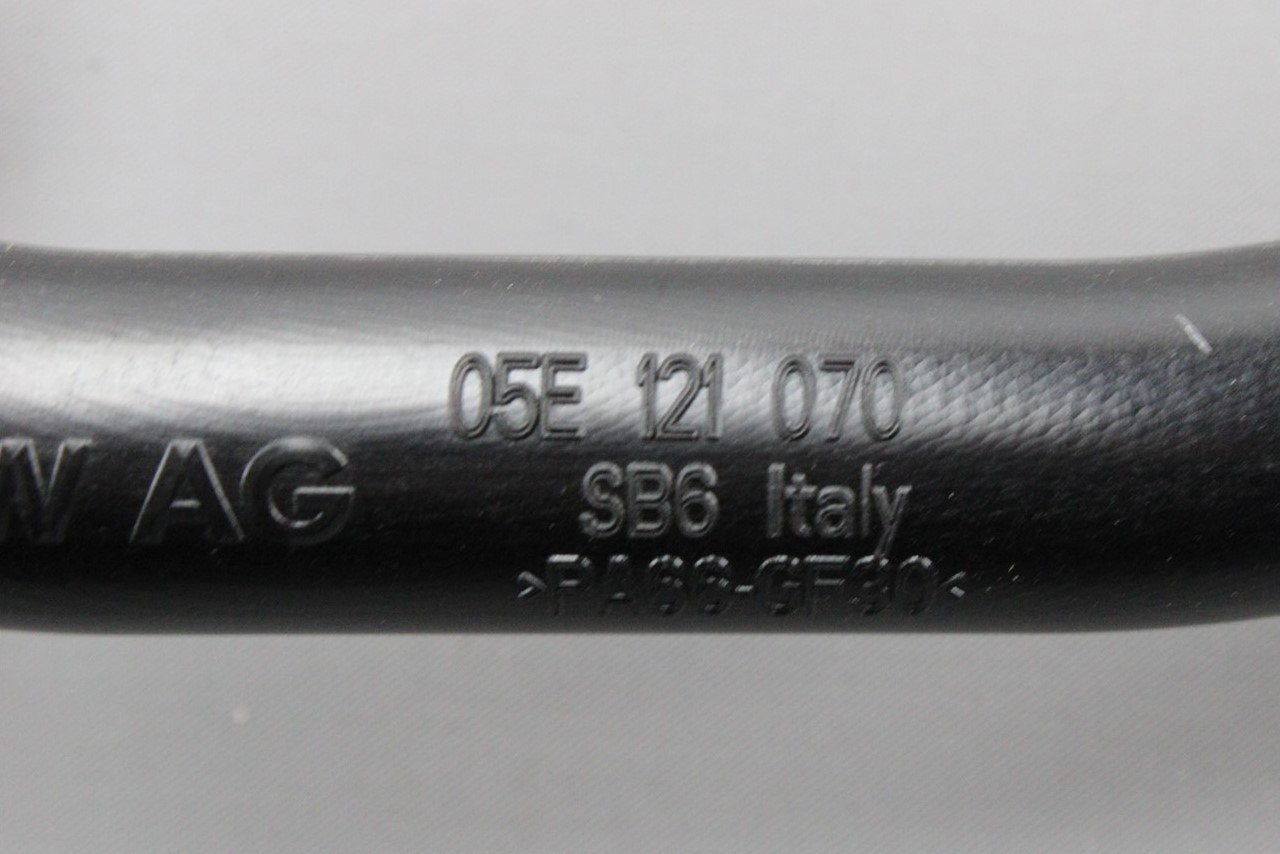 05E 121 070
W AG
SB6 Italy
>PA66-GF30<